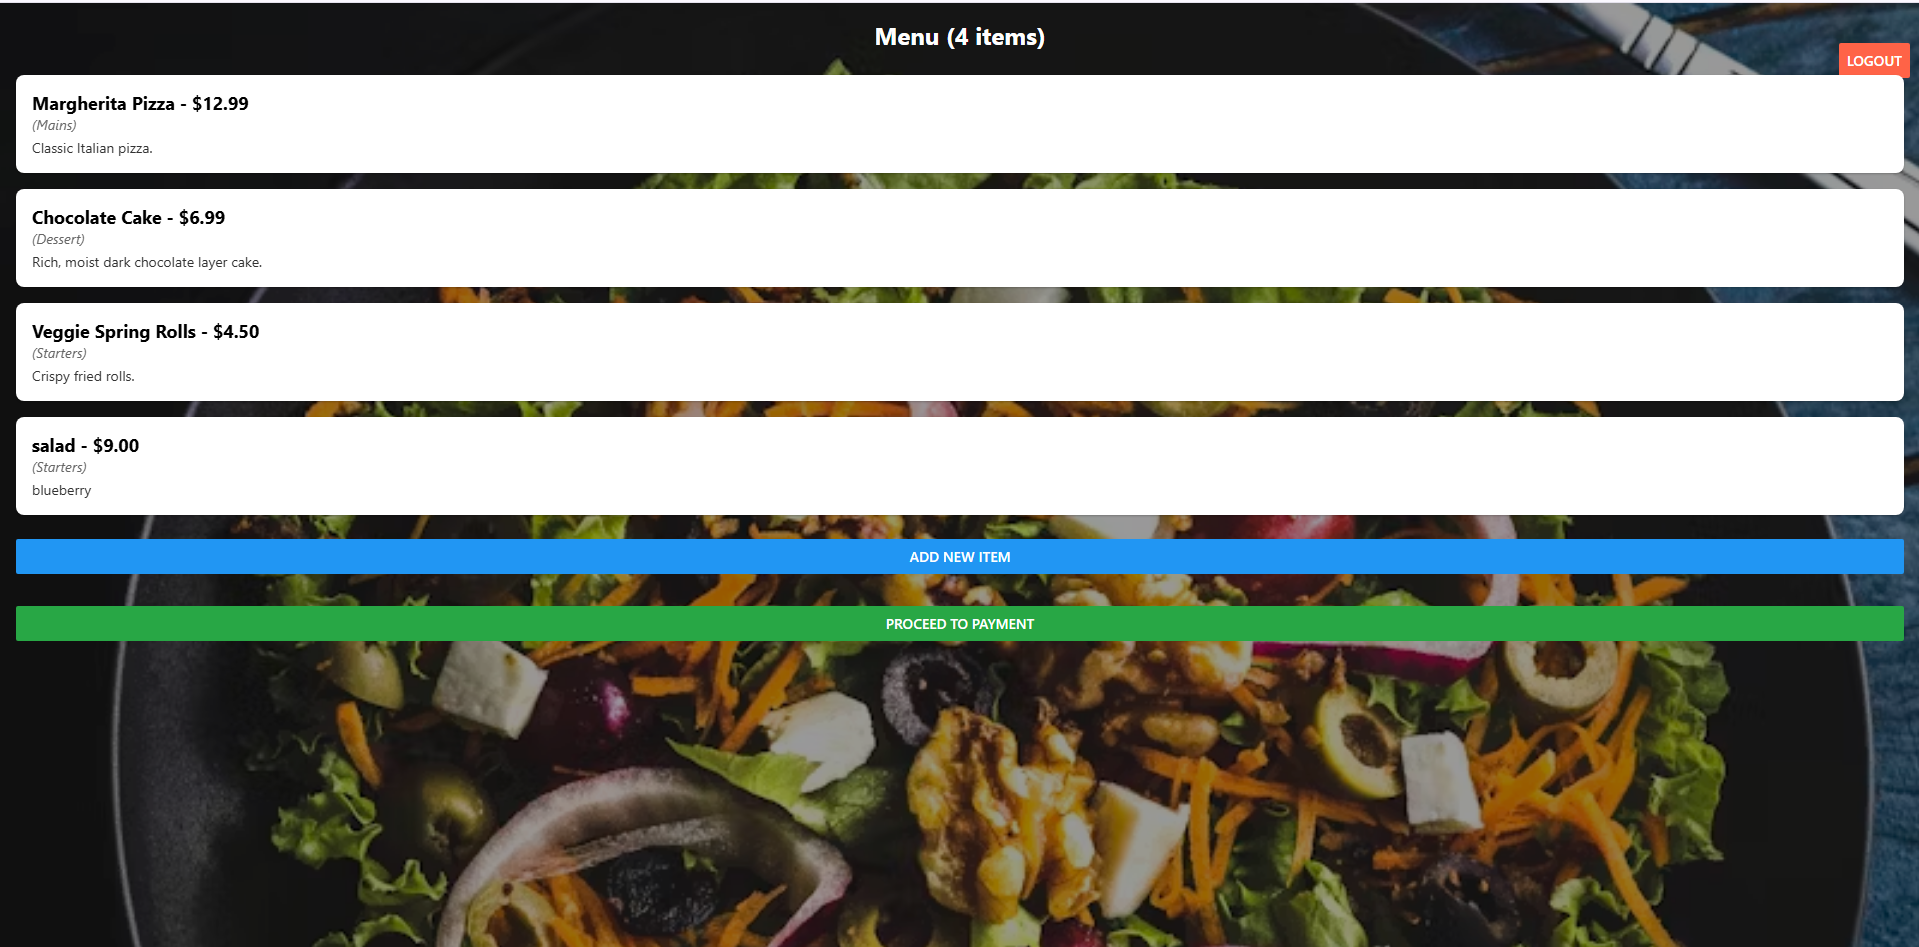 Menu (4 items)
LOGOUT
Margherita Pizza - $12.99
(Mains)
Classic Italian pizza.
Chocolate Cake - $6.99
(Dessert)
Rich, moist dark chocolate layer cake.
Veggie Spring Rolls - $4.50
(Starters)
Crispy fried rolls.
salad - $9.00
(Starters)
blueberry
ADD NEW ITEM
PROCEED TO PAYMENT